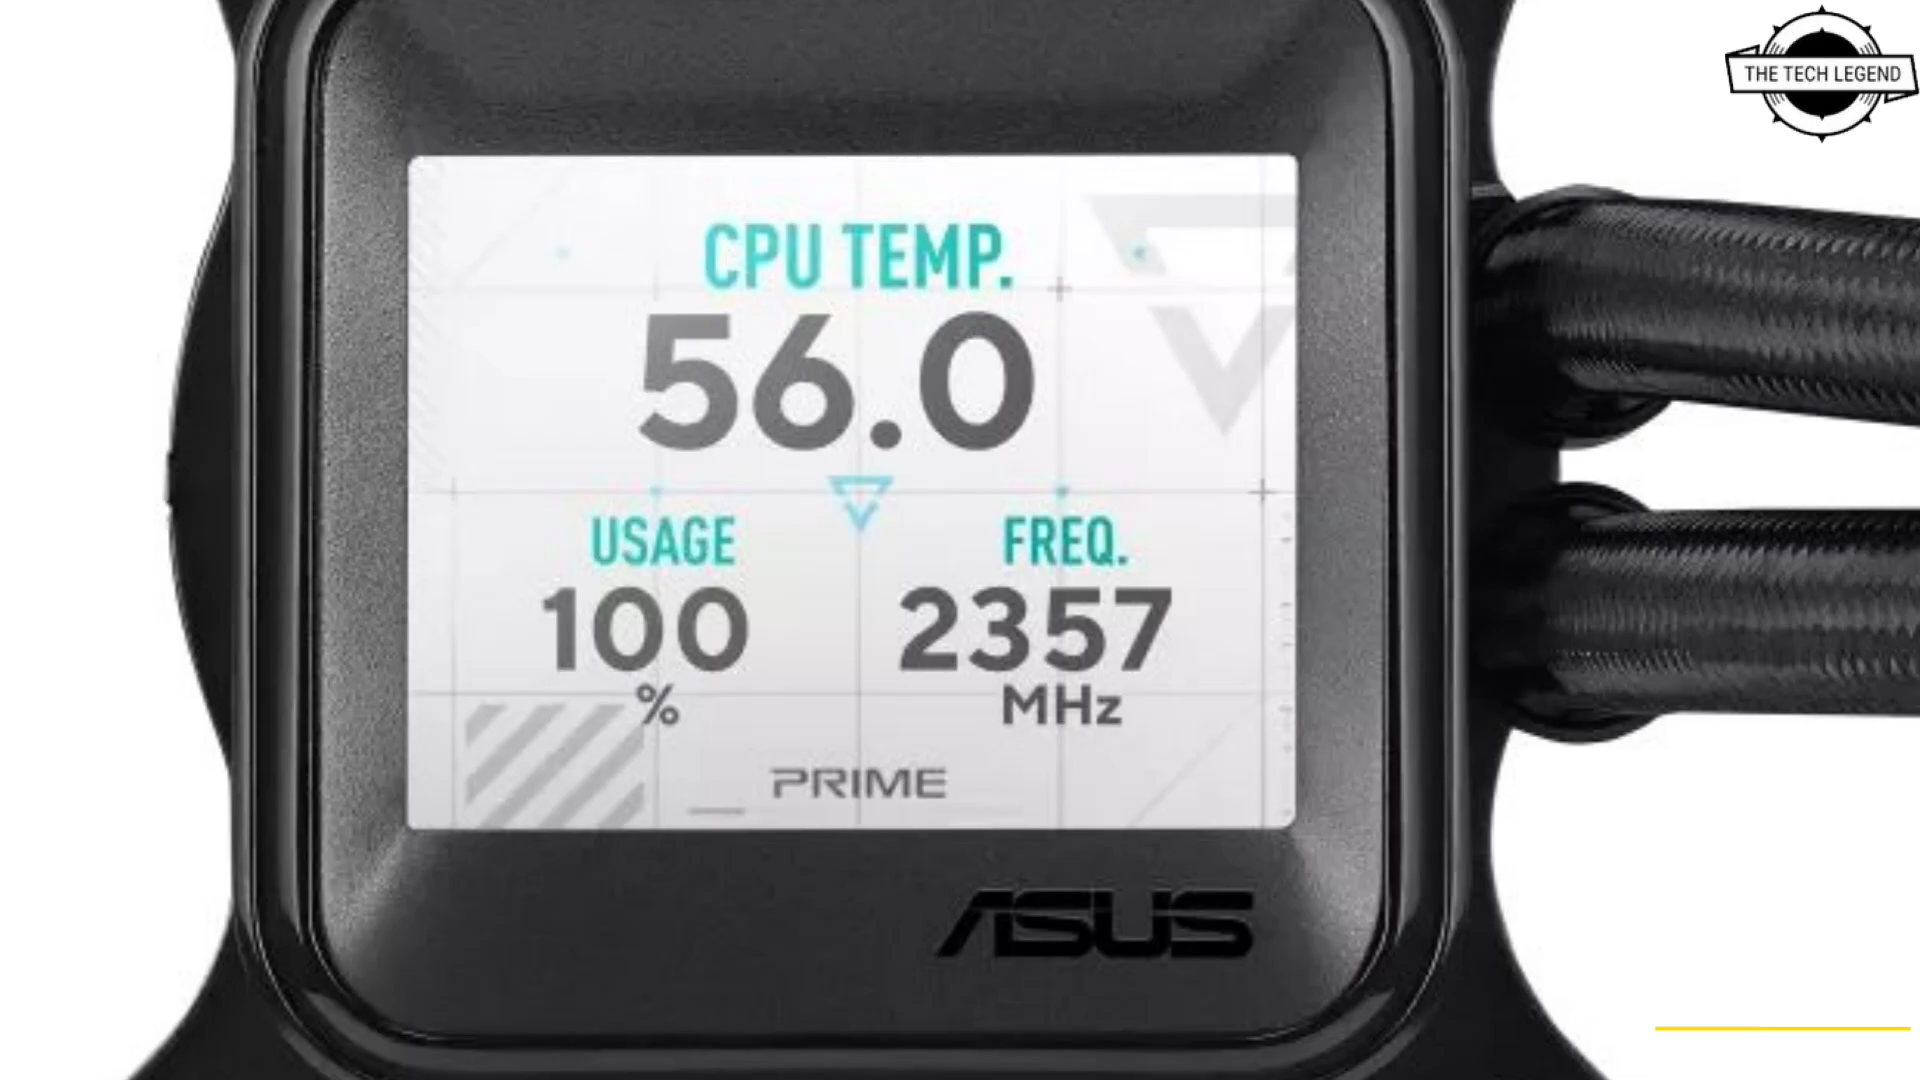 THE TECH LEGEND
CPU TEMP.
56.0
USAGE
FREQ.
100
2357
%
MHz
PRIME
ASUS